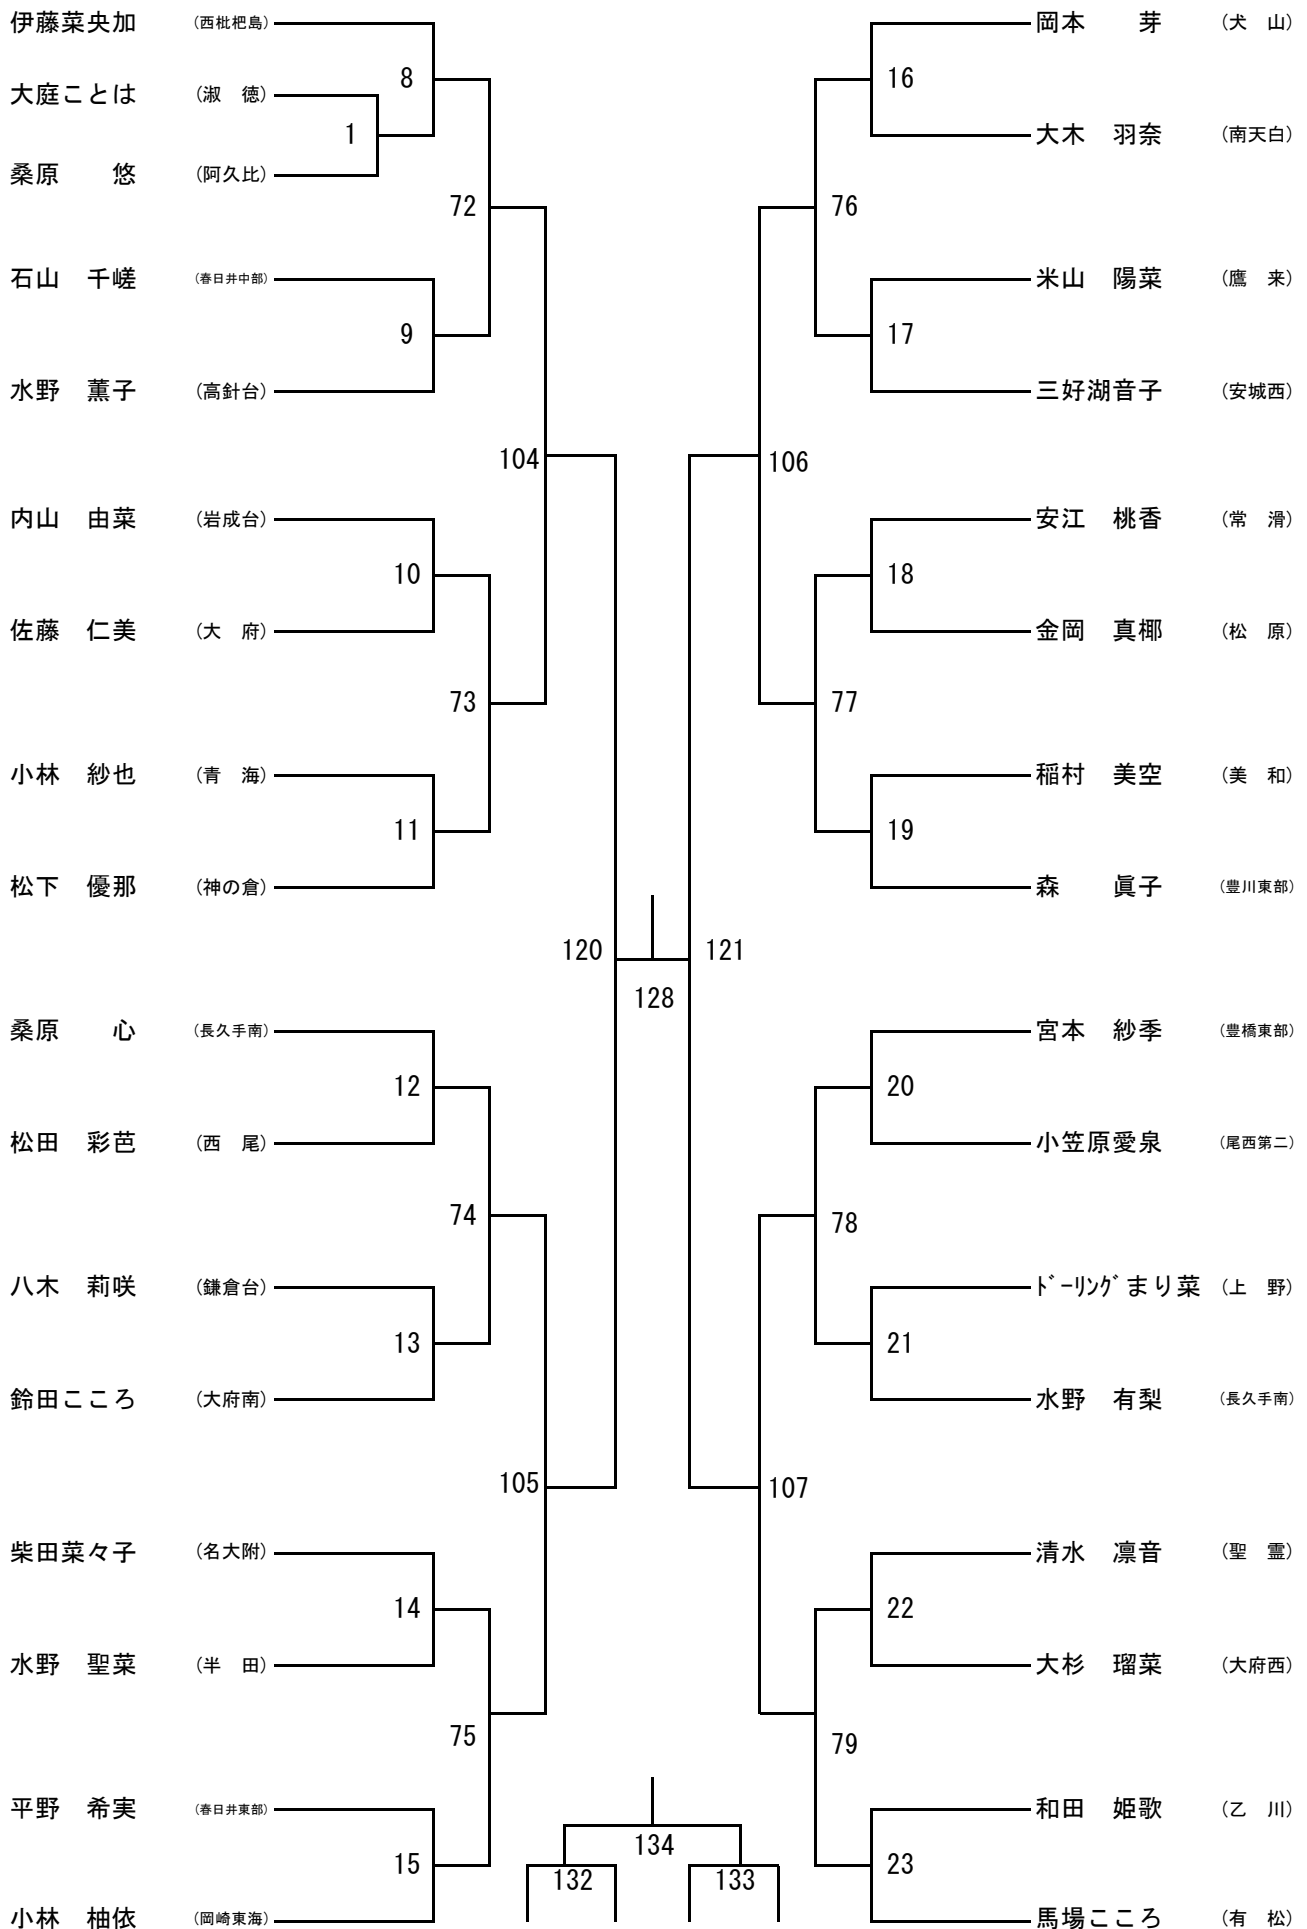 伊藤菜央加 (西枇杷島)
大庭ことは (淑　徳)
桑原　　悠 (阿久比)
石山　千嵯 (春日井中部)
水野　薫子 (高針台)
内山　由菜 (岩成台)
佐藤　仁美 (大　府)
小林　紗也 (青　海)
松下　優那 (神の倉)
桑原　　心 (長久手南)
松田　彩芭 (西　尾)
八木　莉咲 (鎌倉台)
鈴田こころ (大府南)
柴田菜々子 (名大附)
水野　聖菜 (半　田)
平野　希実 (春日井東部)
小林　柚依 (岡崎東海)
1
8
9
10
11
12
13
14
15
72
73
74
75
104
105
120
128
121
106
107
76
77
78
79
16
17
18
19
20
21
22
23
134
132
133
岡本　　芽 (犬　山)
大木　羽奈 (南天白)
米山　陽菜 (鷹　来)
三好湖音子 (安城西)
安江　桃香 (常　滑)
金岡　真椰 (松　原)
稲村　美空 (美　和)
森　　眞子 (豊川東部)
宮本　紗季 (豊橋東部)
小笠原愛泉 (尾西第二)
ﾄﾞｰﾘﾝｸﾞまり菜 (上　野)
水野　有梨 (長久手南)
清水　凛音 (聖　霊)
大杉　瑠菜 (大府西)
和田　姫歌 (乙　川)
馬場こころ (有　松)